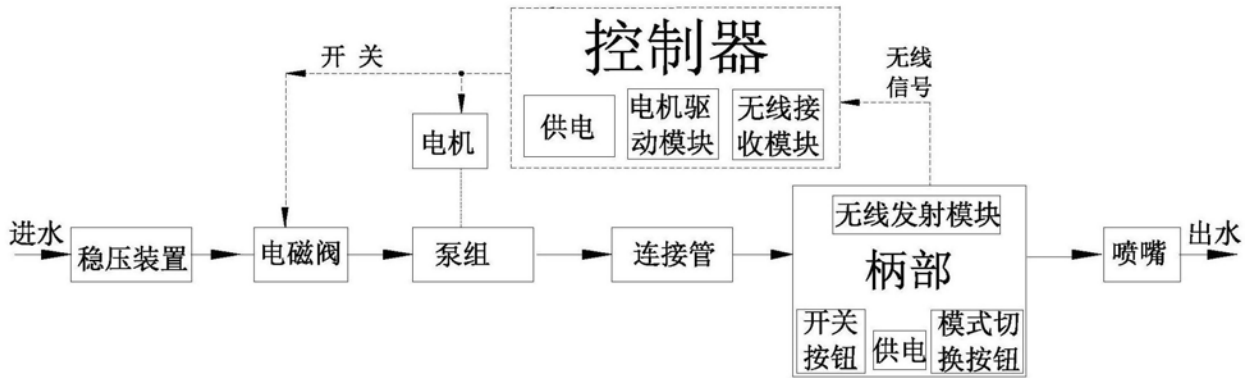 控制器
开 关
无线
信号
供电
电机驱
动模块
无线接
收模块
电机
进水
稳压装置
电磁阀
泵组
连接管
无线发射模块
柄部
开关
按钮
供电
模式切
换按钮
喷嘴
出水